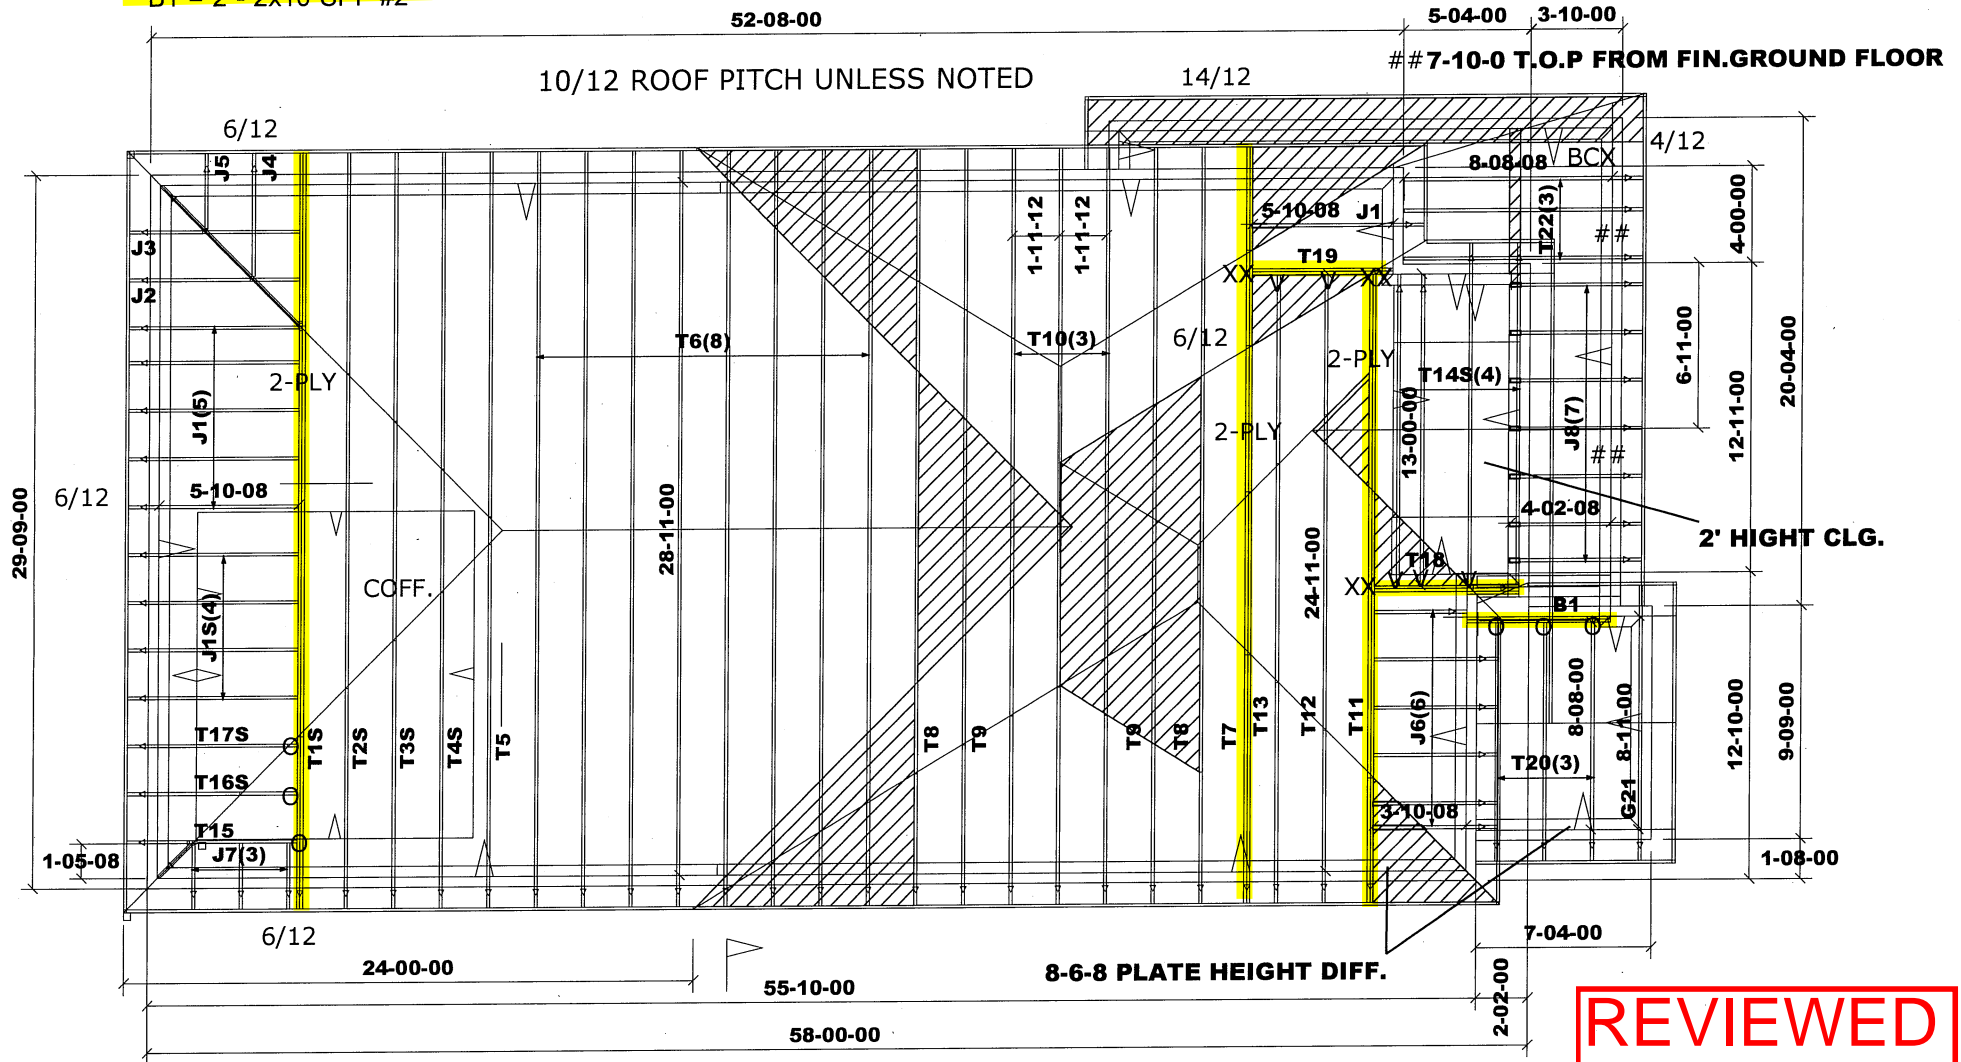 B1 = 2 - 2x10 SPF #2
52-08-00
5-04-00
3-10-00
##7-10-0 T.O.P FROM FIN.GROUND FLOOR
10/12 ROOF PITCH UNLESS NOTED
14/12
6/12
4/12
J5
J4
8-08-08
BCX
T22(3)
4-00-00
1-11-12
1-11-12
5-10-08
J1
##
J3
J2
T19
XX
XX
T6(8)
T10(3)
6/12
2-PLY
2-PLY
T14S(4)
6-11-00
20-04-00
J1(5)
2-PLY
13-00-00
J8(7)
12-11-00
##
6/12
5-10-08
29-09-00
28-11-00
4-02-08
2' HIGHT CLG.
24-11-00
T18
XX
COFF.
J1S(4)
B1
O
O
O
8-08-00
8-11-00
J6(6)
12-10-00
9-09-00
T17S
O
T1S
T2S
T3S
T4S
T5
T8
T9
T9
T8
T7
T13
T12
T11
T20(3)
G21
T16S
O
T15
O
3-10-08
1-05-08
J7(3)
1-08-00
6/12
7-04-00
24-00-00
8-6-8 PLATE HEIGHT DIFF.
55-10-00
2-02-00
58-00-00
REVIEWED